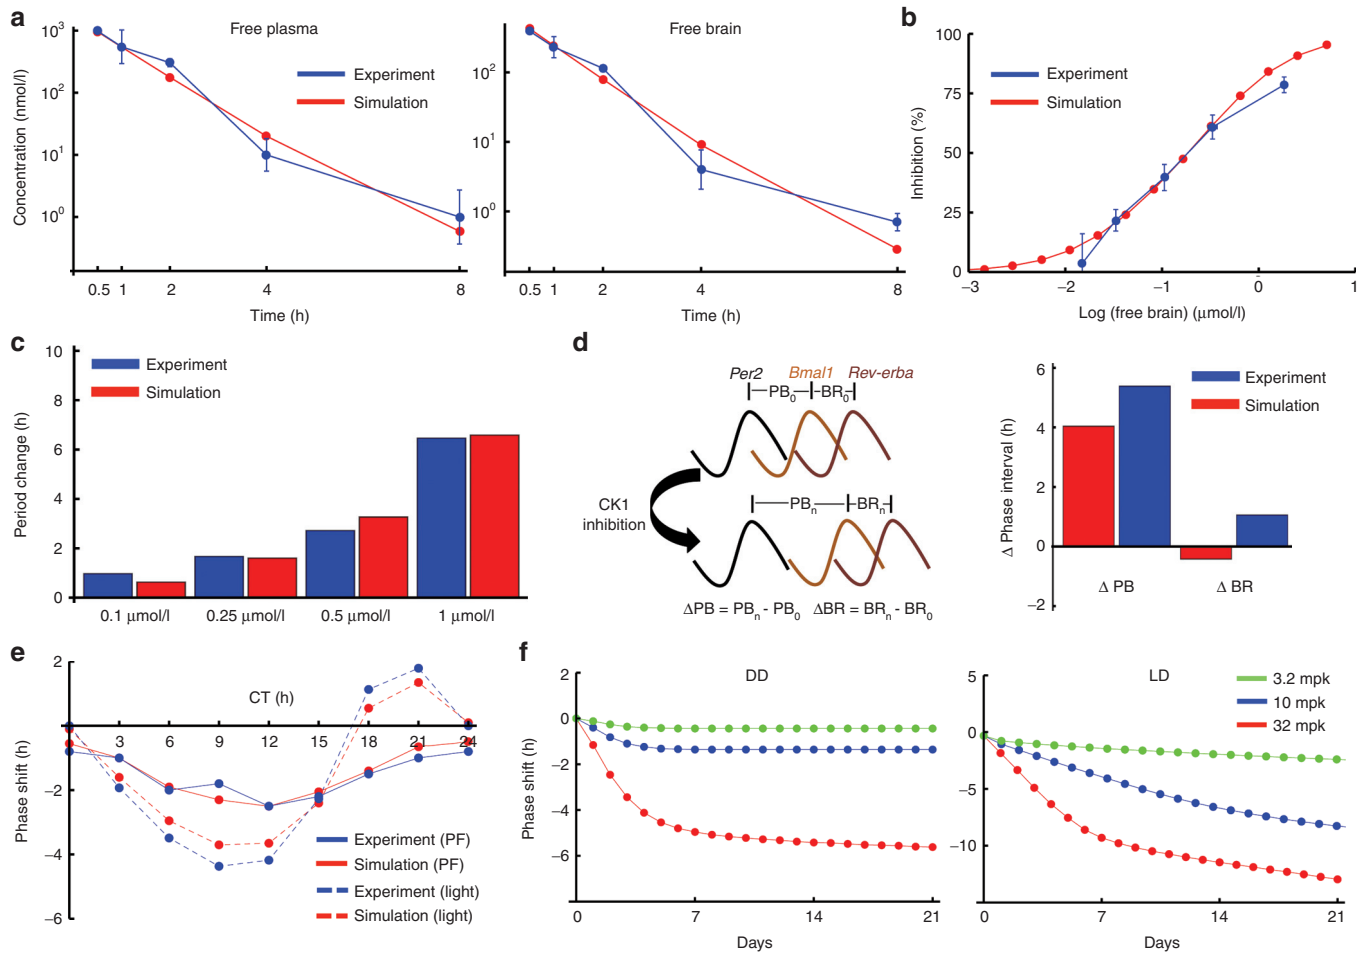 a
Free plasma
Free brain
Concentration (nmol/l)
10³
10²
10¹
10⁰
Experiment
Simulation
0.5 1 2 4 8
Time (h)
10²
10¹
10⁰
0.5 1 2 4 8
Time (h)
b
Inhibition (%)
100
75
50
25
0
Experiment
Simulation
−3 −2 −1 0 1
Log (free brain) (μmol/l)
c
Period change (h)
10
8
6
4
2
0
Experiment
Simulation
0.1 μmol/l 0.25 μmol/l 0.5 μmol/l 1 μmol/l
d
Per2 Bmal1 Rev-erba
PB₀ BR₀
CK1
inhibition
PBₙ BRₙ
ΔPB = PBₙ - PB₀ ΔBR = BRₙ - BR₀
Δ Phase interval (h)
6
4
2
0
−2
Experiment
Simulation
Δ PB Δ BR
e
Phase shift (h)
2
0
−2
−4
−6
CT (h)
3 6 9 12 15 18 21 24
Experiment (PF)
Simulation (PF)
Experiment (light)
Simulation (light)
f
DD
Phase shift (h)
2
0
−2
−4
−6
0 7 14 21
Days
LD
5
0
−5
−10
3.2 mpk
10 mpk
32 mpk
0 7 14 21
Days